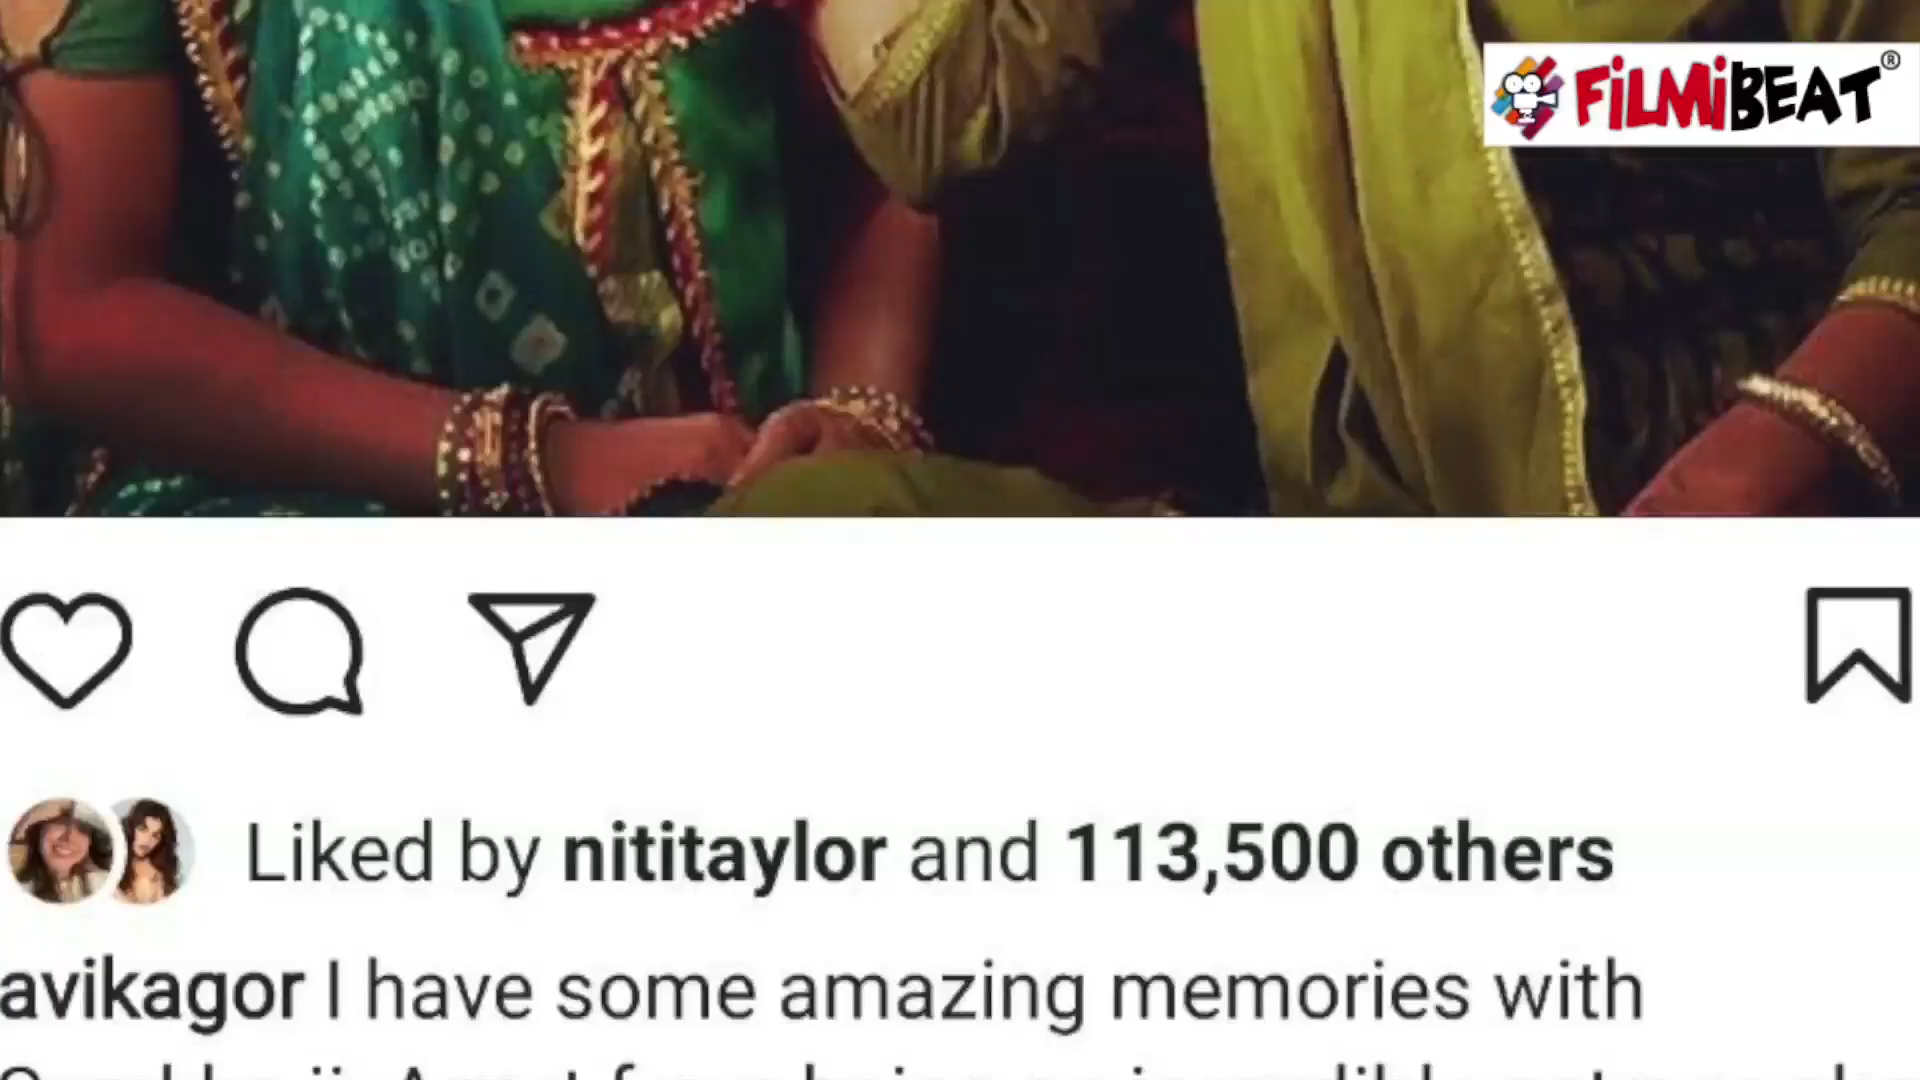 FiLMiBEAT®
Liked by nititaylor and 113,500 others
avikagor I have some amazing memories with